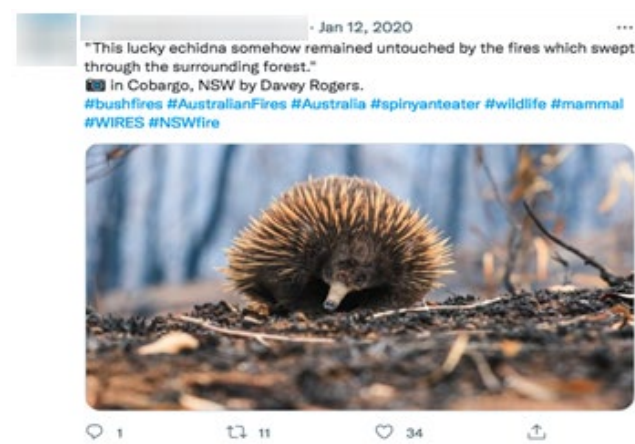 · Jan 12, 2020
"This lucky echidna somehow remained untouched by the fires which swept
through the surrounding forest."
📷 in Cobargo, NSW by Davey Rogers.
#bushfires #AustralianFires #Australia #spinyanteater #wildlife #mammal
#WIRES #NSWfire
1 11 34